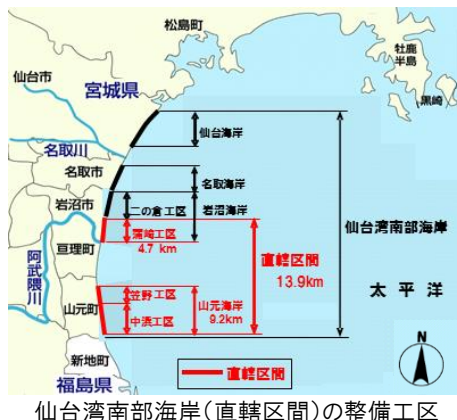 松島町
牡鹿
半島
黒崎
仙台市
宮城県
仙台海岸
名取川
名取市
名取海岸
岩沼市
二の倉工区
岩沼海岸
蒲崎工区
4.7 km
仙台湾南部海岸
亘理町
直轄区間
13.9km
阿武隈川
太平洋
笠野工区
山元海岸
9.2km
山元町
中浜工区
N
新地町
直轄区間
福島県
仙台湾南部海岸(直轄区間)の整備工区